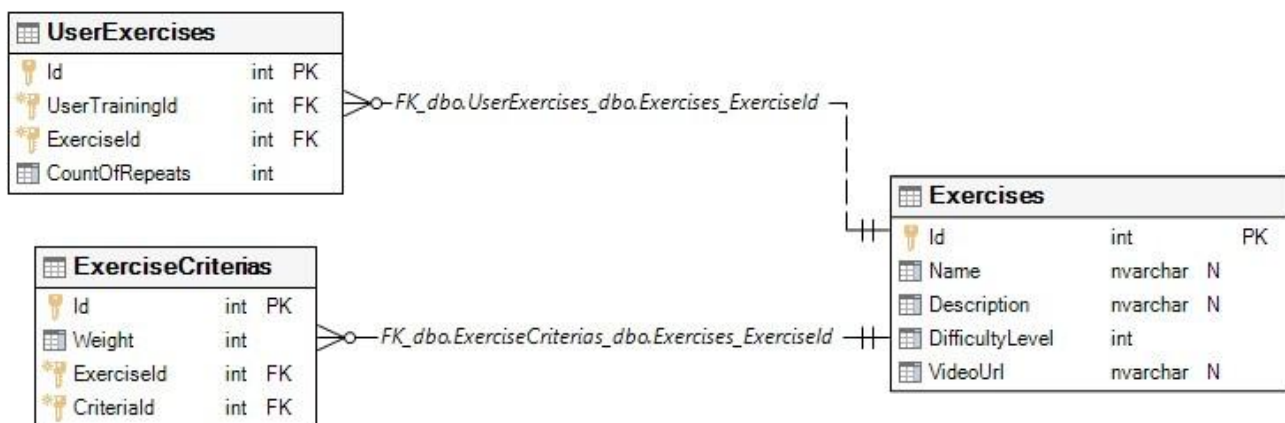 UserExercises
Id int PK
UserTrainingId int FK
ExerciseId int FK
CountOfRepeats int
FK_dbo.UserExercises_dbo.Exercises_ExerciseId
Exercises
Id int PK
Name nvarchar N
Description nvarchar N
DifficultyLevel int
VideoUrl nvarchar N
ExerciseCriterias
Id int PK
Weight int
ExerciseId int FK
CriteriaId int FK
FK_dbo.ExerciseCriterias_dbo.Exercises_ExerciseId